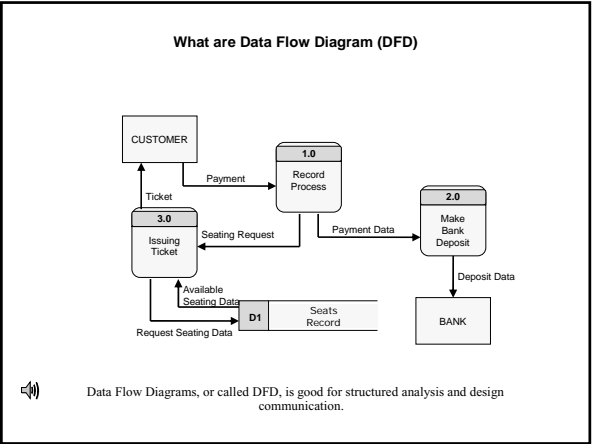 What are Data Flow Diagram (DFD)
CUSTOMER
1.0
Record
Process
Payment
Ticket
2.0
Make
Bank
Deposit
3.0
Issuing
Ticket
Seating Request
Payment Data
Deposit Data
Available
Seating Data
D1
Seats
Record
BANK
Request Seating Data
Data Flow Diagrams, or called DFD, is good for structured analysis and design
communication.